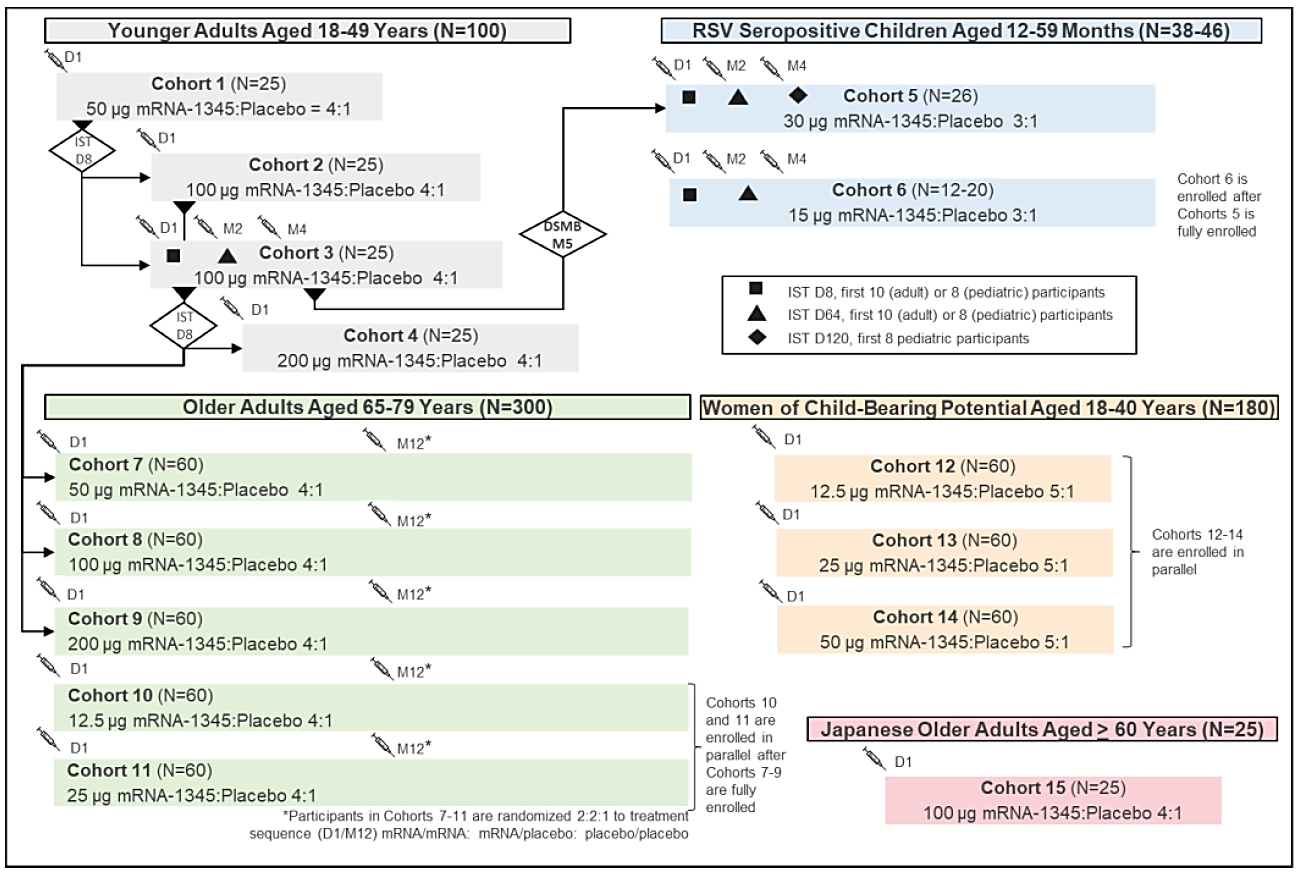 Younger Adults Aged 18-49 Years (N=100)
D1
Cohort 1 (N=25)
50 µg mRNA-1345:Placebo = 4:1
IST
D8
D1
Cohort 2 (N=25)
100 µg mRNA-1345:Placebo 4:1
D1
M2
M4
Cohort 3 (N=25)
100 µg mRNA-1345:Placebo 4:1
IST
D8
D1
Cohort 4 (N=25)
200 µg mRNA-1345:Placebo 4:1
DSMB
M5
RSV Seropositive Children Aged 12-59 Months (N=38-46)
D1
M2
M4
Cohort 5 (N=26)
30 µg mRNA-1345:Placebo 3:1
D1
M2
M4
Cohort 6 (N=12-20)
15 µg mRNA-1345:Placebo 3:1
Cohort 6 is
enrolled after
Cohorts 5 is
fully enrolled
IST D8, first 10 (adult) or 8 (pediatric) participants
IST D64, first 10 (adult) or 8 (pediatric) participants
IST D120, first 8 pediatric participants
Older Adults Aged 65-79 Years (N=300)
D1
M12*
Cohort 7 (N=60)
50 µg mRNA-1345:Placebo 4:1
D1
M12*
Cohort 8 (N=60)
100 µg mRNA-1345:Placebo 4:1
D1
M12*
Cohort 9 (N=60)
200 µg mRNA-1345:Placebo 4:1
D1
M12*
Cohort 10 (N=60)
12.5 µg mRNA-1345:Placebo 4:1
D1
M12*
Cohort 11 (N=60)
25 µg mRNA-1345:Placebo 4:1
Cohorts 10
and 11 are
enrolled in
parallel after
Cohorts 7-9
are fully
enrolled
*Participants in Cohorts 7-11 are randomized 2:2:1 to treatment
sequence (D1/M12) mRNA/mRNA: mRNA/placebo: placebo/placebo
Women of Child-Bearing Potential Aged 18-40 Years (N=180)
D1
Cohort 12 (N=60)
12.5 µg mRNA-1345:Placebo 5:1
D1
Cohort 13 (N=60)
25 µg mRNA-1345:Placebo 5:1
D1
Cohort 14 (N=60)
50 µg mRNA-1345:Placebo 5:1
Cohorts 12-14
are enrolled in
parallel
Japanese Older Adults Aged ≥ 60 Years (N=25)
D1
Cohort 15 (N=25)
100 µg mRNA-1345:Placebo 4:1